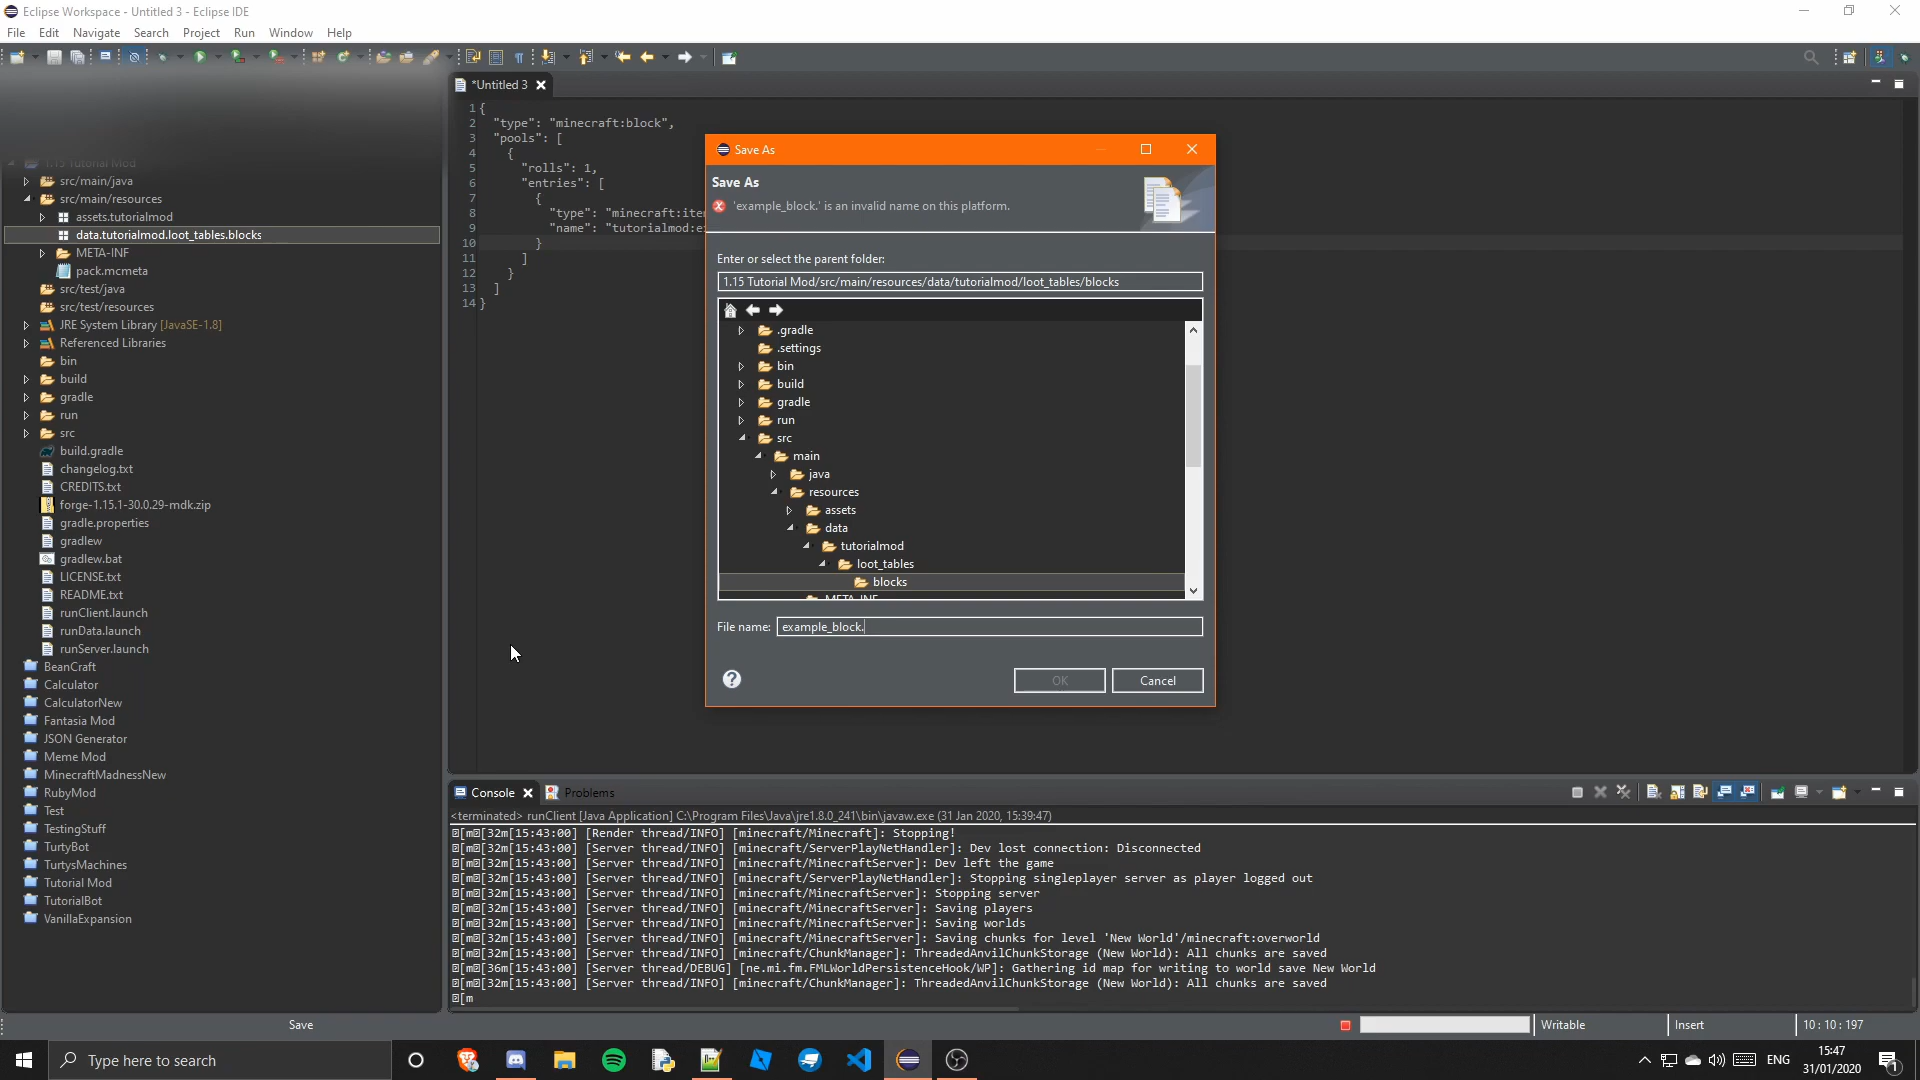 Eclipse Workspace - Untitled 3 - Eclipse IDE
File Edit Navigate Search Project Run Window Help
*Untitled 3
1.15 Tutorial Mod
src/main/java
src/main/resources
assets.tutorialmod
data.tutorialmod.loot_tables.blocks
META-INF
pack.mcmeta
src/test/java
src/test/resources
JRE System Library [JavaSE-1.8]
Referenced Libraries
bin
build
gradle
run
src
build.gradle
changelog.txt
CREDITS.txt
forge-1.15.1-30.0.29-mdk.zip
gradle.properties
gradlew
gradlew.bat
LICENSE.txt
README.txt
runClient.launch
runData.launch
runServer.launch
BeanCraft
Calculator
CalculatorNew
Fantasia Mod
JSON Generator
Meme Mod
MinecraftMadnessNew
RubyMod
Test
TestingStuff
TurtyBot
TurtysMachines
Tutorial Mod
TutorialBot
VanillaExpansion
1 {
2 "type": "minecraft:block",
3 "pools": [
4 {
5 "rolls": 1,
6 "entries": [
7 {
8 "type": "minecraft:ite
9 "name": "tutorialmod:e
10 }
11 ]
12 }
13 ]
14 }
Save As
Save As
'example_block.' is an invalid name on this platform.
Enter or select the parent folder:
1.15 Tutorial Mod/src/main/resources/data/tutorialmod/loot_tables/blocks
.gradle
.settings
bin
build
gradle
run
src
main
java
resources
assets
data
tutorialmod
loot_tables
blocks
META-INF
File name: example_block.
OK Cancel
Console Problems
<terminated> runClient [Java Application] C:\Program Files\Java\jre1.8.0_241\bin\javaw.exe (31 Jan 2020, 15:39:47)
[m[32m[15:43:00] [Render thread/INFO] [minecraft/Minecraft]: Stopping!
[m[32m[15:43:00] [Server thread/INFO] [minecraft/ServerPlayNetHandler]: Dev lost connection: Disconnected
[m[32m[15:43:00] [Server thread/INFO] [minecraft/MinecraftServer]: Dev left the game
[m[32m[15:43:00] [Server thread/INFO] [minecraft/ServerPlayNetHandler]: Stopping singleplayer server as player logged out
[m[32m[15:43:00] [Server thread/INFO] [minecraft/MinecraftServer]: Stopping server
[m[32m[15:43:00] [Server thread/INFO] [minecraft/MinecraftServer]: Saving players
[m[32m[15:43:00] [Server thread/INFO] [minecraft/MinecraftServer]: Saving worlds
[m[32m[15:43:00] [Server thread/INFO] [minecraft/MinecraftServer]: Saving chunks for level 'New World'/minecraft:overworld
[m[32m[15:43:00] [Server thread/INFO] [minecraft/ChunkManager]: ThreadedAnvilChunkStorage (New World): All chunks are saved
[m[36m[15:43:00] [Server thread/DEBUG] [ne.mi.fm.FMLWorldPersistenceHook/WP]: Gathering id map for writing to world save New World
[m[32m[15:43:00] [Server thread/INFO] [minecraft/ChunkManager]: ThreadedAnvilChunkStorage (New World): All chunks are saved
[m
Save Writable Insert 10 : 10 : 197
Type here to search
ENG
15:47
31/01/2020
1